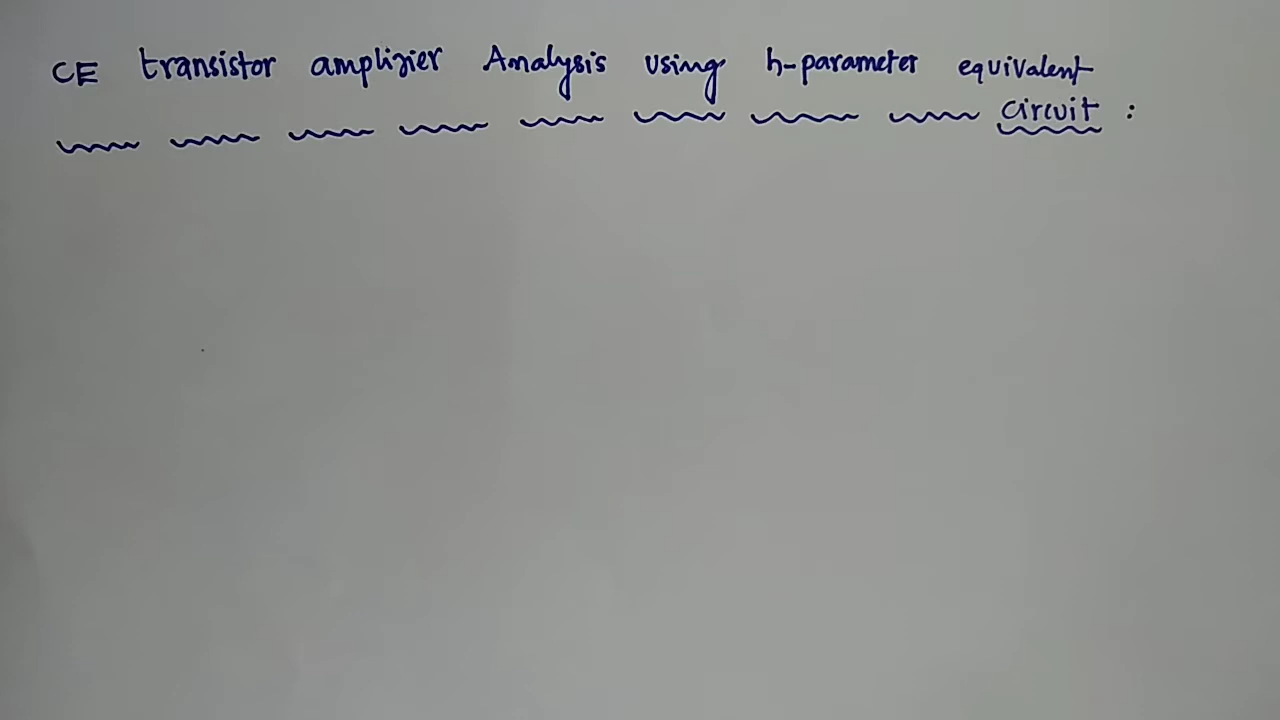 CE transistor amplifier Analysis using h-parameter equivalent
circuit :